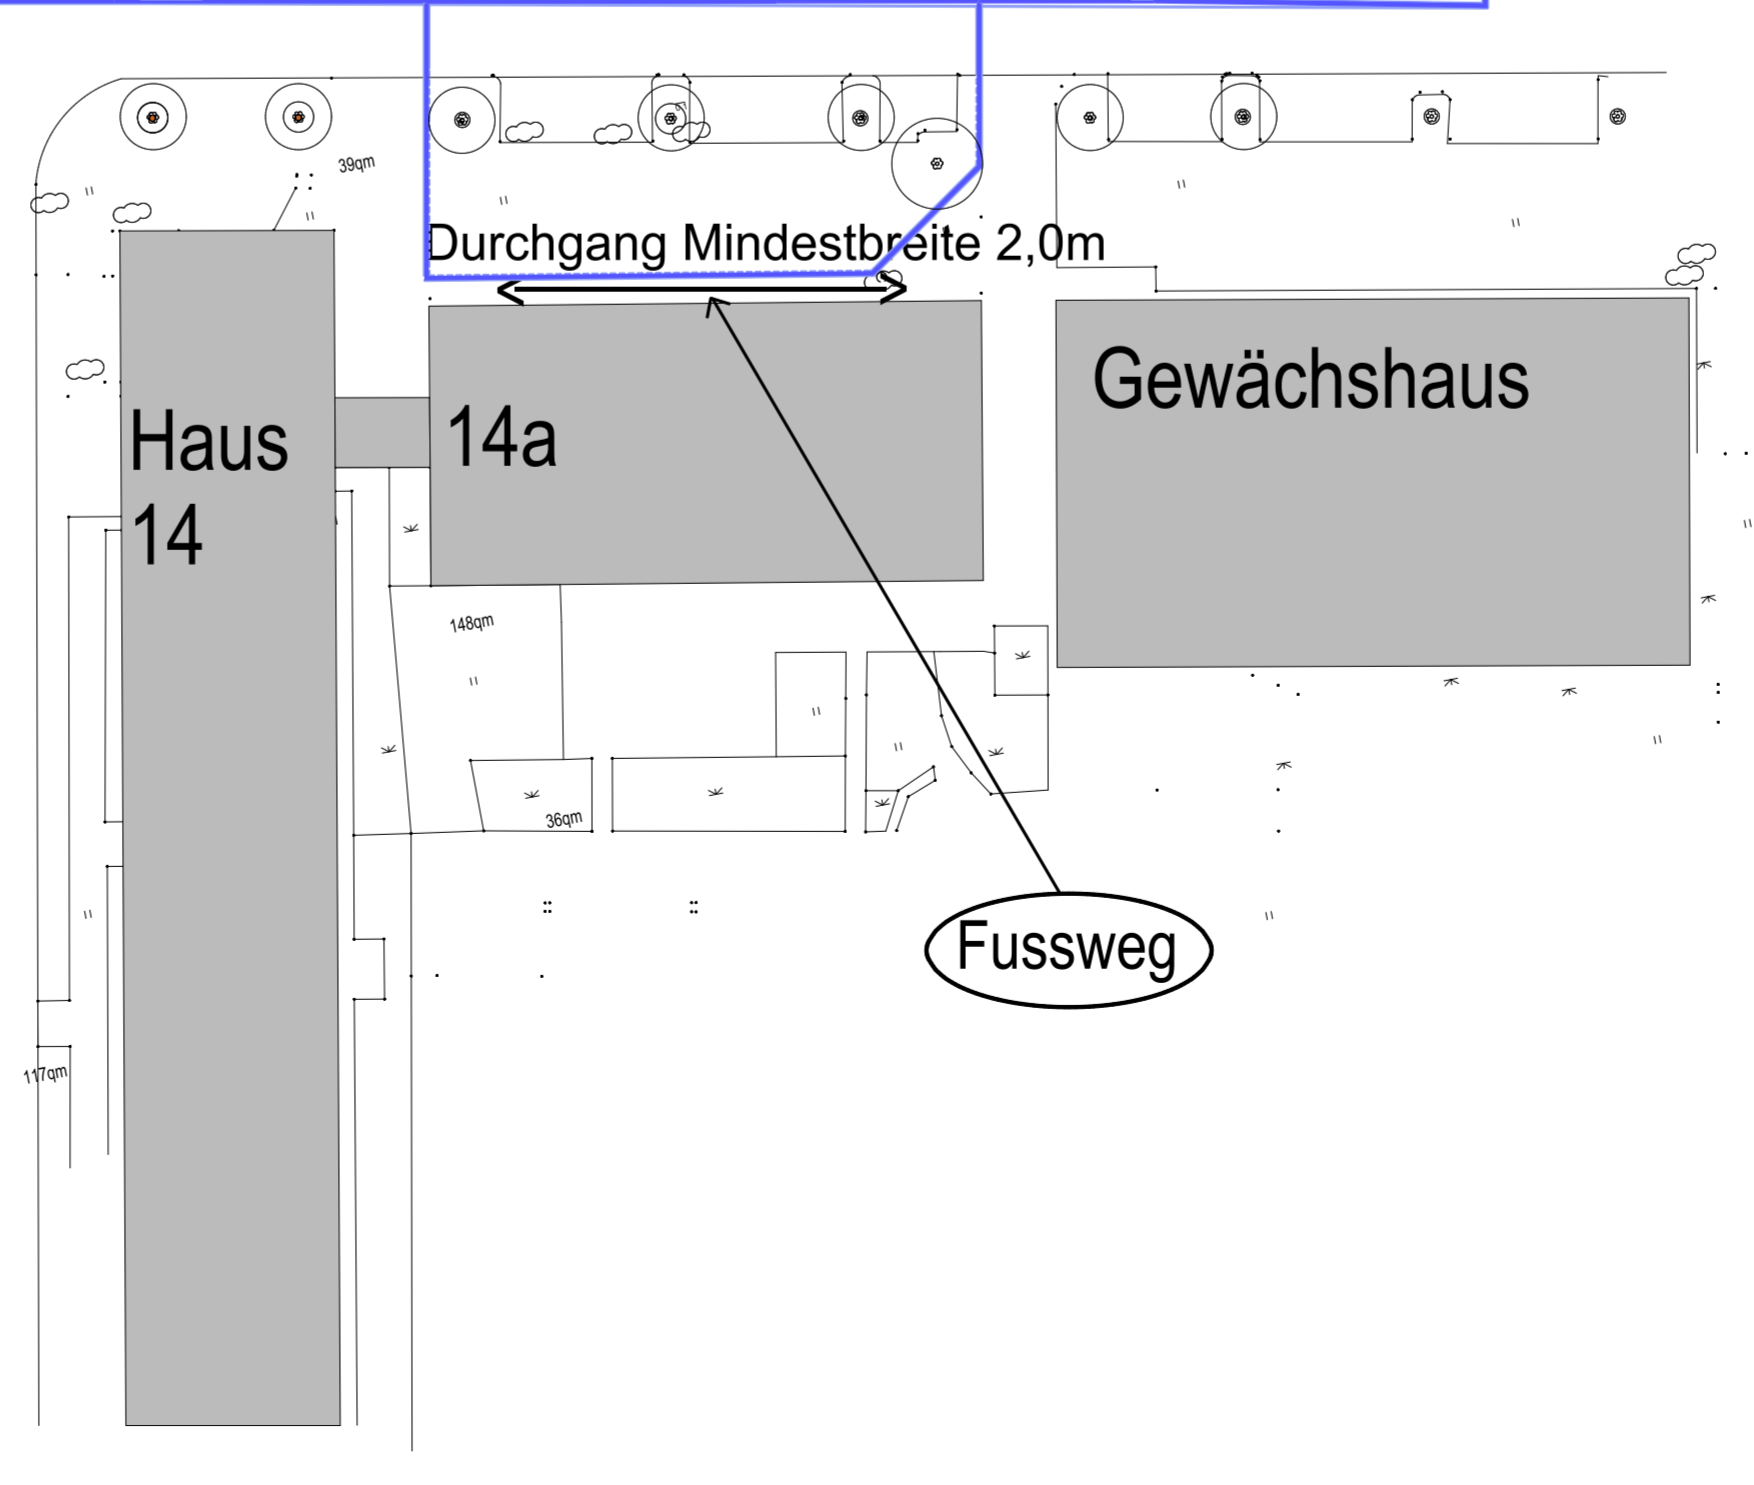 39qm
Durchgang Mindestbreite 2,0m
Gewächshaus
Haus
14
14a
148qm
36qm
Fussweg
117qm